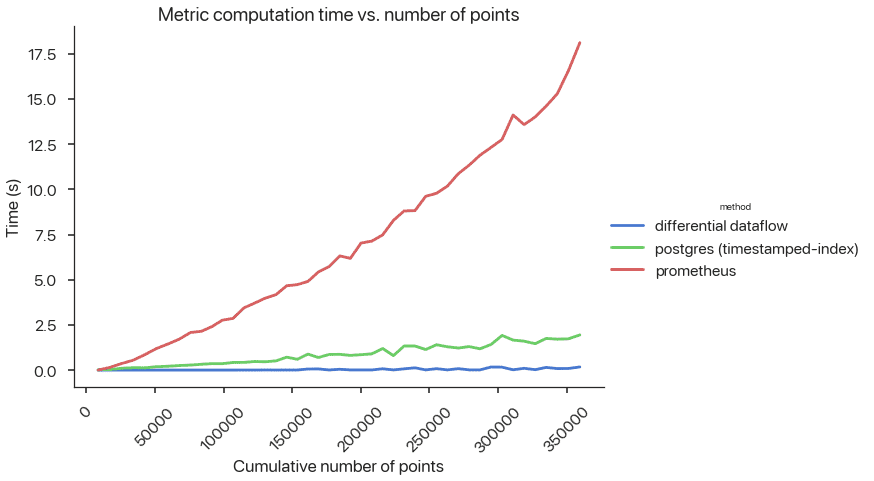 Metric computation time vs. number of points
Time (s)
17.5
15.0
12.5
10.0
7.5
5.0
2.5
0.0
0
50000
100000
150000
200000
250000
300000
350000
Cumulative number of points
method
differential dataflow
postgres (timestamped-index)
prometheus